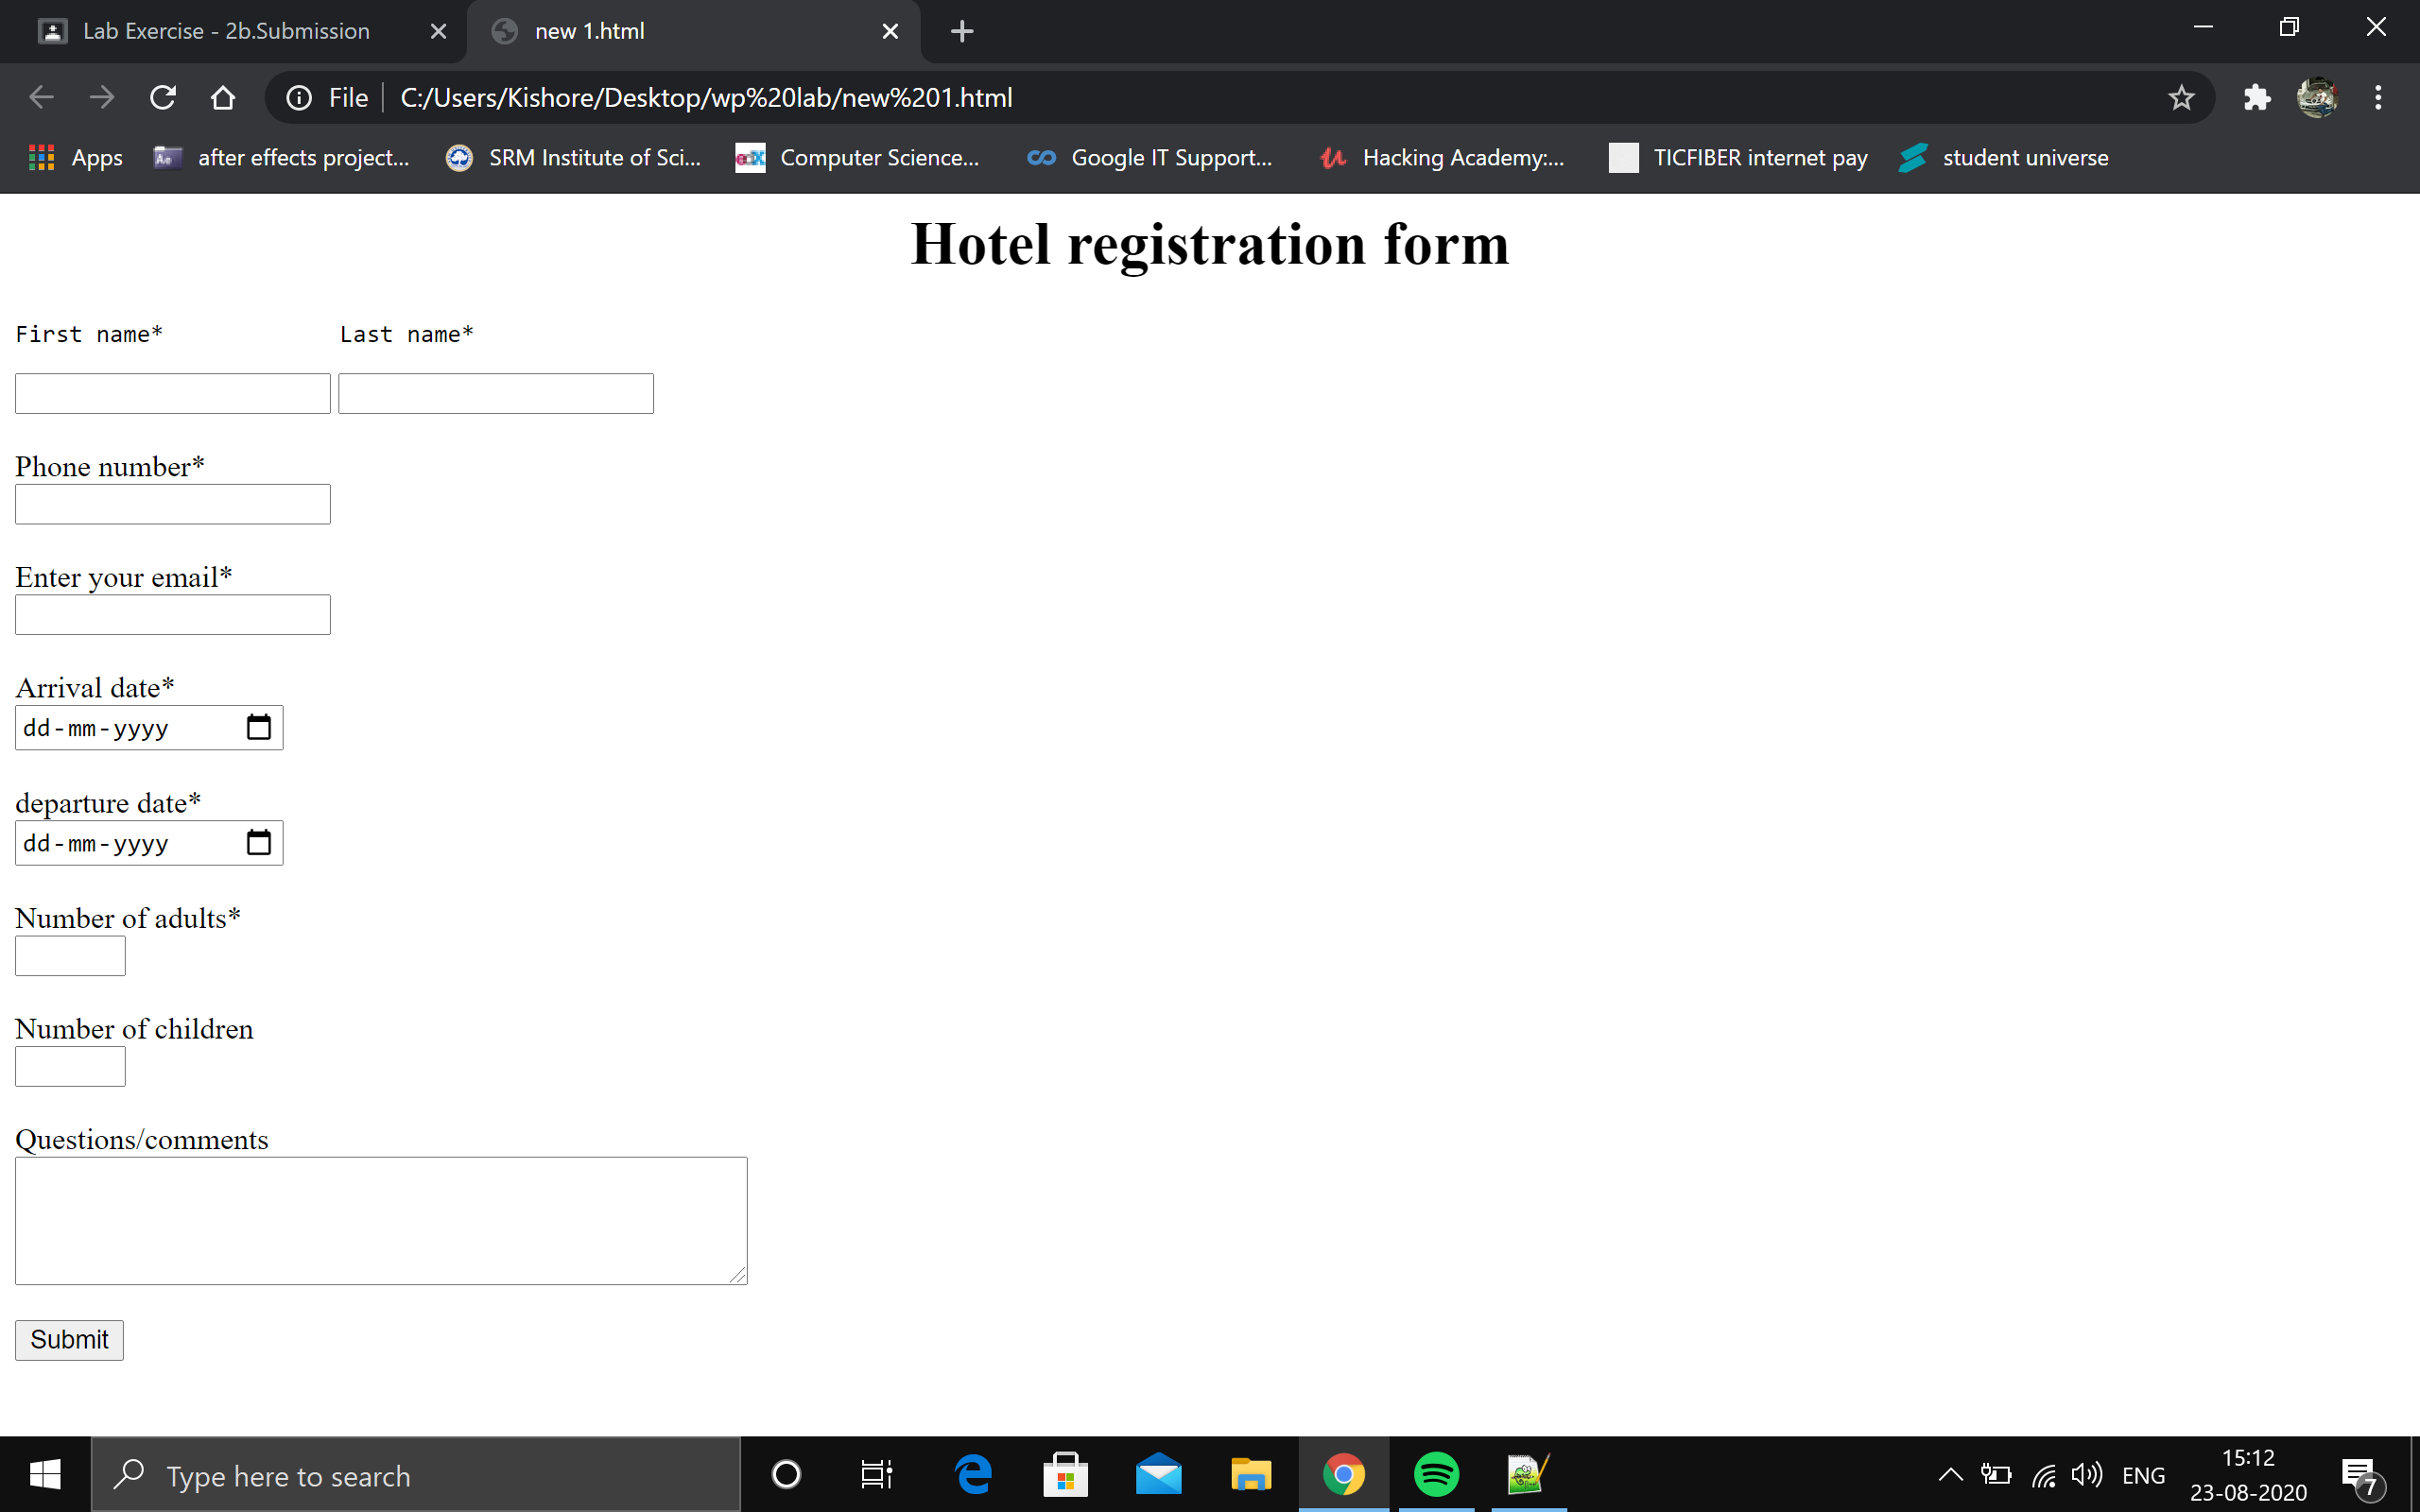 Lab Exercise - 2b.Submission
new 1.html
File C:/Users/Kishore/Desktop/wp%20lab/new%201.html
Apps after effects project... SRM Institute of Sci... Computer Science... Google IT Support... Hacking Academy:... TICFIBER internet pay student universe
Hotel registration form
First name* Last name*
Phone number*
Enter your email*
Arrival date*
dd-mm-yyyy
departure date*
dd-mm-yyyy
Number of adults*
Number of children
Questions/comments
Submit
Type here to search
ENG
15:12
23-08-2020
7